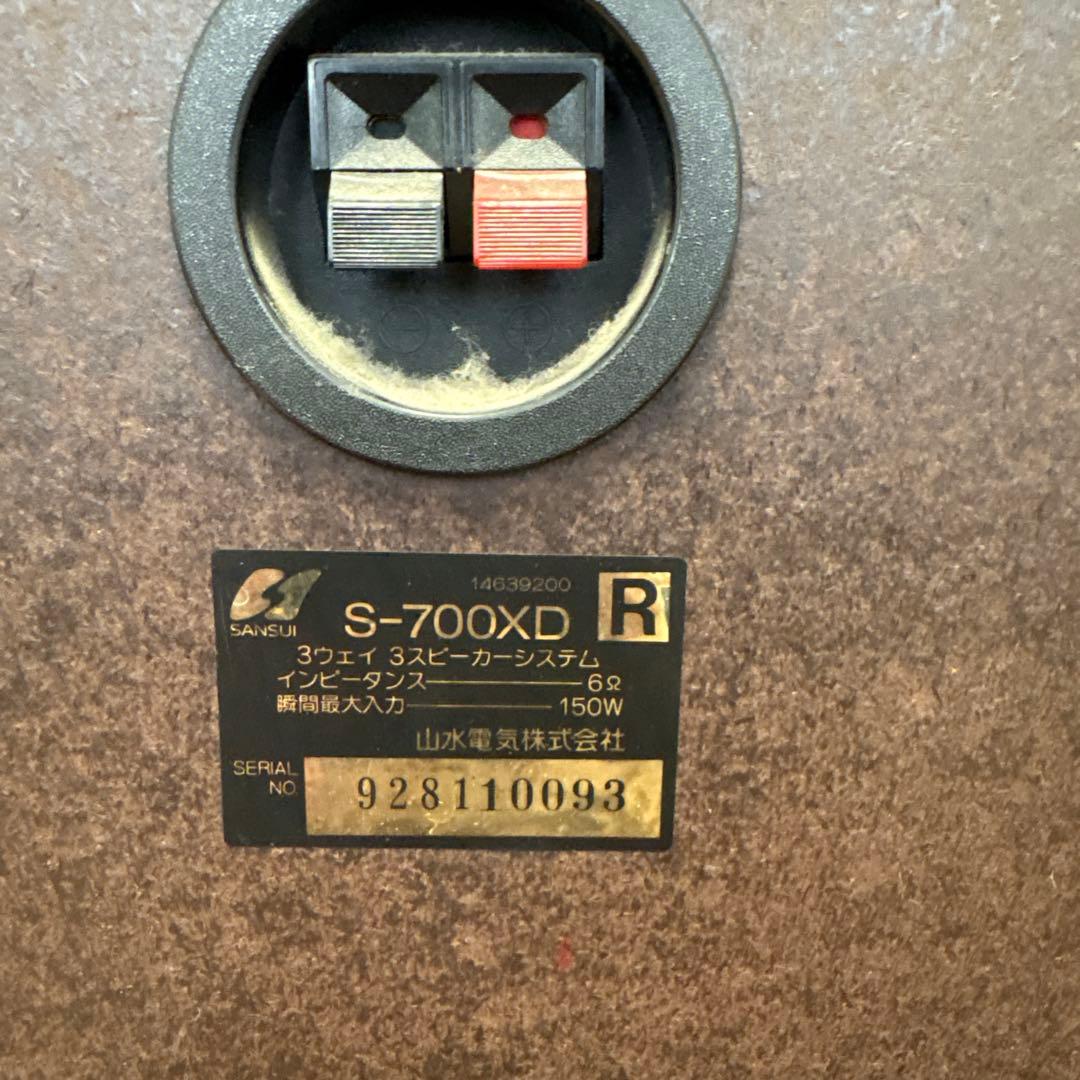 ⊖ ⊕
14639200
SANSUI S-700XD R
3ウェイ 3スピーカーシステム
インピータンス 6Ω
瞬間最大入力 150W
山水電気株式会社
SERIAL NO. 928110093